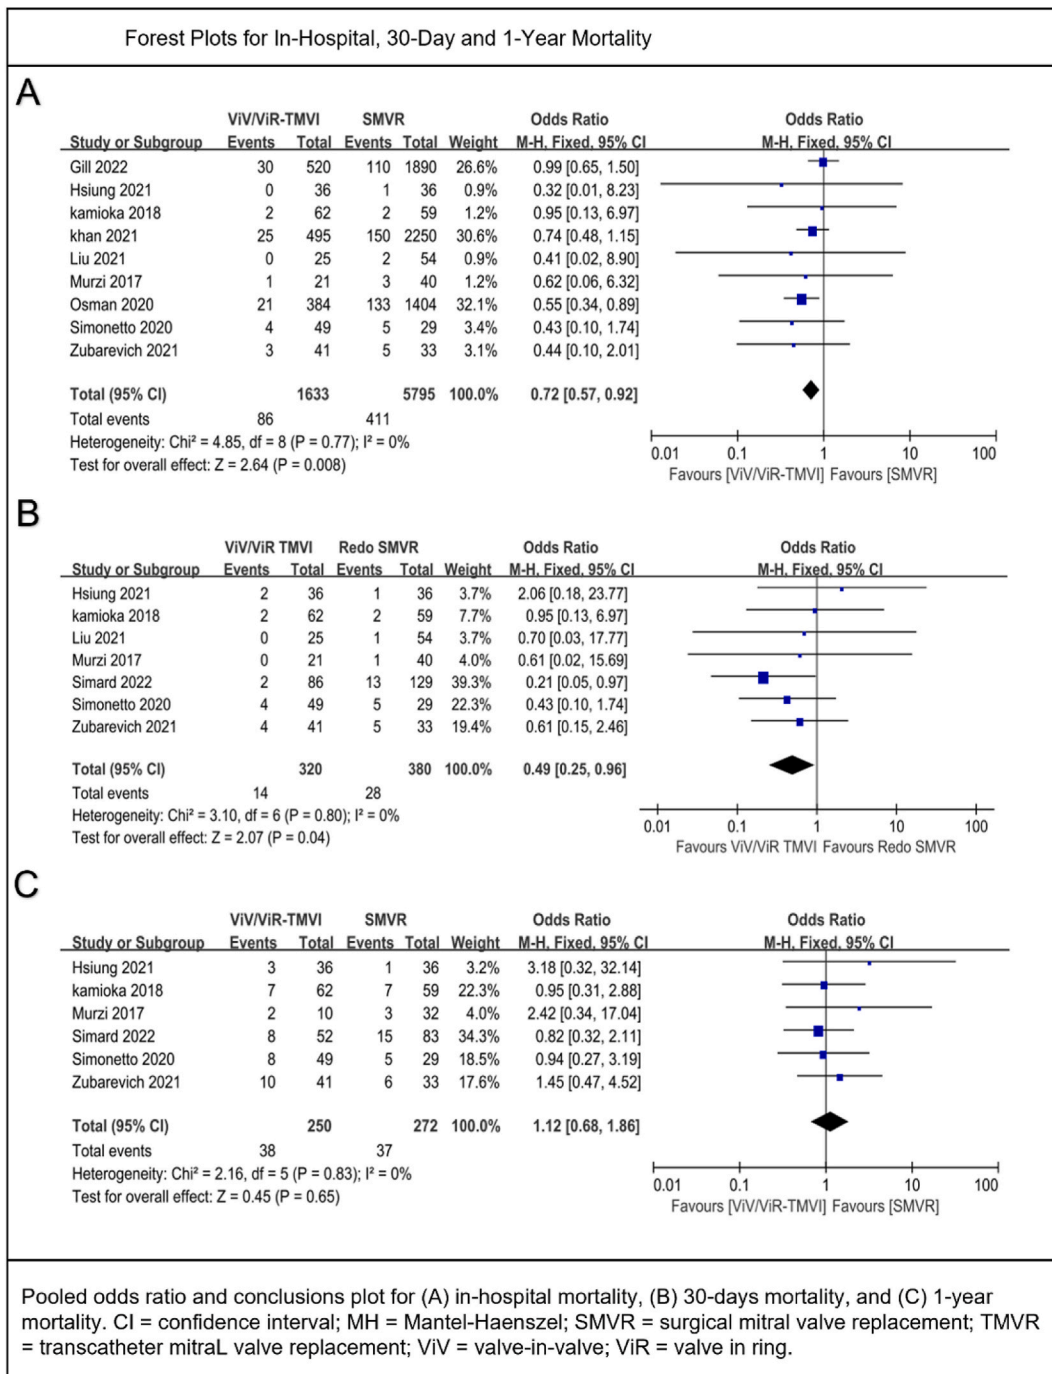 Forest Plots for In-Hospital, 30-Day and 1-Year Mortality
A
ViV/ViR-TMVI SMVR Odds Ratio Odds Ratio
Study or Subgroup Events Total Events Total Weight M-H, Fixed, 95% CI M-H, Fixed, 95% CI
Gill 2022 30 520 110 1890 26.6% 0.99 [0.65, 1.50]
Hsiung 2021 0 36 1 36 0.9% 0.32 [0.01, 8.23]
kamioka 2018 2 62 2 59 1.2% 0.95 [0.13, 6.97]
khan 2021 25 495 150 2250 30.6% 0.74 [0.48, 1.15]
Liu 2021 0 25 2 54 0.9% 0.41 [0.02, 8.90]
Murzi 2017 1 21 3 40 1.2% 0.62 [0.06, 6.32]
Osman 2020 21 384 133 1404 32.1% 0.55 [0.34, 0.89]
Simonetto 2020 4 49 5 29 3.4% 0.43 [0.10, 1.74]
Zubarevich 2021 3 41 5 33 3.1% 0.44 [0.10, 2.01]
Total (95% CI) 1633 5795 100.0% 0.72 [0.57, 0.92]
Total events 86 411
Heterogeneity: Chi² = 4.85, df = 8 (P = 0.77); I² = 0%
Test for overall effect: Z = 2.64 (P = 0.008)
0.01 0.1 1 10 100
Favours [ViV/ViR-TMVI] Favours [SMVR]
B
ViV/ViR TMVI Redo SMVR Odds Ratio Odds Ratio
Study or Subgroup Events Total Events Total Weight M-H, Fixed, 95% CI M-H, Fixed, 95% CI
Hsiung 2021 2 36 1 36 3.7% 2.06 [0.18, 23.77]
kamioka 2018 2 62 2 59 7.7% 0.95 [0.13, 6.97]
Liu 2021 0 25 1 54 3.7% 0.70 [0.03, 17.77]
Murzi 2017 0 21 1 40 4.0% 0.61 [0.02, 15.69]
Simard 2022 2 86 13 129 39.3% 0.21 [0.05, 0.97]
Simonetto 2020 4 49 5 29 22.3% 0.43 [0.10, 1.74]
Zubarevich 2021 4 41 5 33 19.4% 0.61 [0.15, 2.46]
Total (95% CI) 320 380 100.0% 0.49 [0.25, 0.96]
Total events 14 28
Heterogeneity: Chi² = 3.10, df = 6 (P = 0.80); I² = 0%
Test for overall effect: Z = 2.07 (P = 0.04)
0.01 0.1 1 10 100
Favours ViV/ViR TMVI Favours Redo SMVR
C
ViV/ViR-TMVI SMVR Odds Ratio Odds Ratio
Study or Subgroup Events Total Events Total Weight M-H, Fixed, 95% CI M-H, Fixed, 95% CI
Hsiung 2021 3 36 1 36 3.2% 3.18 [0.32, 32.14]
kamioka 2018 7 62 7 59 22.3% 0.95 [0.31, 2.88]
Murzi 2017 2 10 3 32 4.0% 2.42 [0.34, 17.04]
Simard 2022 8 52 15 83 34.3% 0.82 [0.32, 2.11]
Simonetto 2020 8 49 5 29 18.5% 0.94 [0.27, 3.19]
Zubarevich 2021 10 41 6 33 17.6% 1.45 [0.47, 4.52]
Total (95% CI) 250 272 100.0% 1.12 [0.68, 1.86]
Total events 38 37
Heterogeneity: Chi² = 2.16, df = 5 (P = 0.83); I² = 0%
Test for overall effect: Z = 0.45 (P = 0.65)
0.01 0.1 1 10 100
Favours [ViV/ViR-TMVI] Favours [SMVR]
Pooled odds ratio and conclusions plot for (A) in-hospital mortality, (B) 30-days mortality, and (C) 1-year
mortality. CI = confidence interval; MH = Mantel-Haenszel; SMVR = surgical mitral valve replacement; TMVR
= transcatheter mitraL valve replacement; ViV = valve-in-valve; ViR = valve in ring.